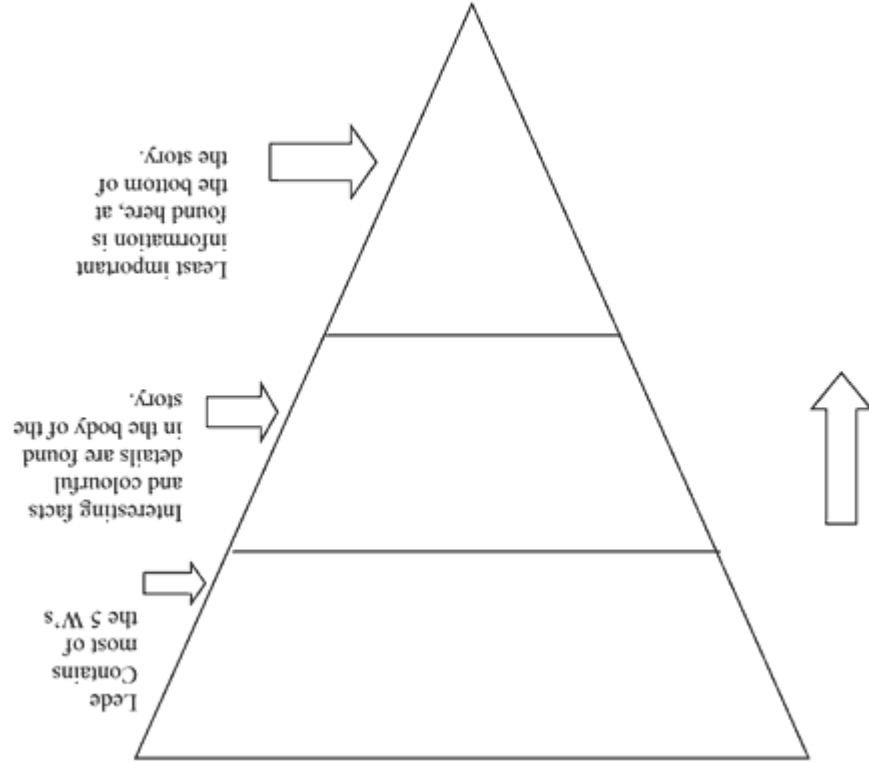 Lede
Contains
most of
the 5 W's
Interesting facts
and colourful
details are found
in the body of the
story.
Least important
information is
found here, at
the bottom of
the story.